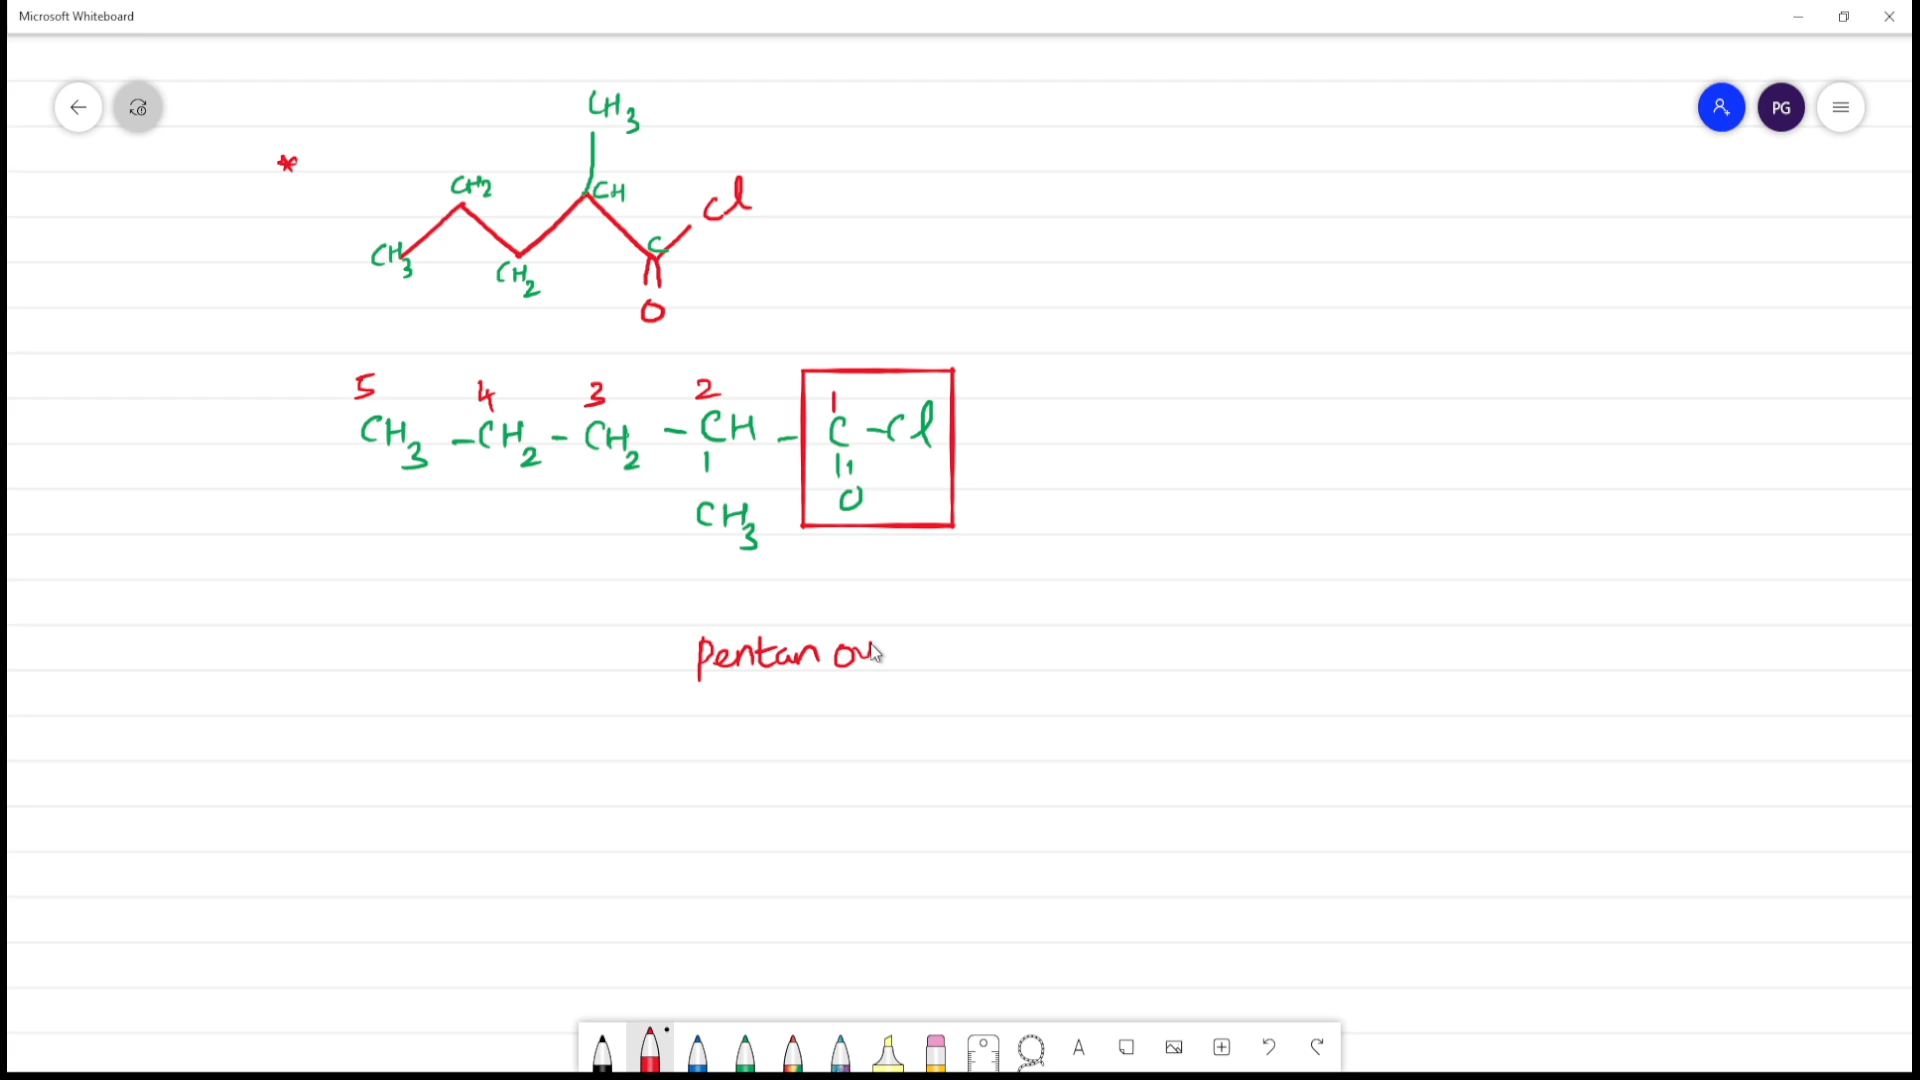 Microsoft Whiteboard
PG
CH3
CH2 CH Cl
CH3 CH2 C
O
5 4 3 2 1
CH3 - CH2 - CH2 - CH - C - Cl
CH3 O
Pentan
A